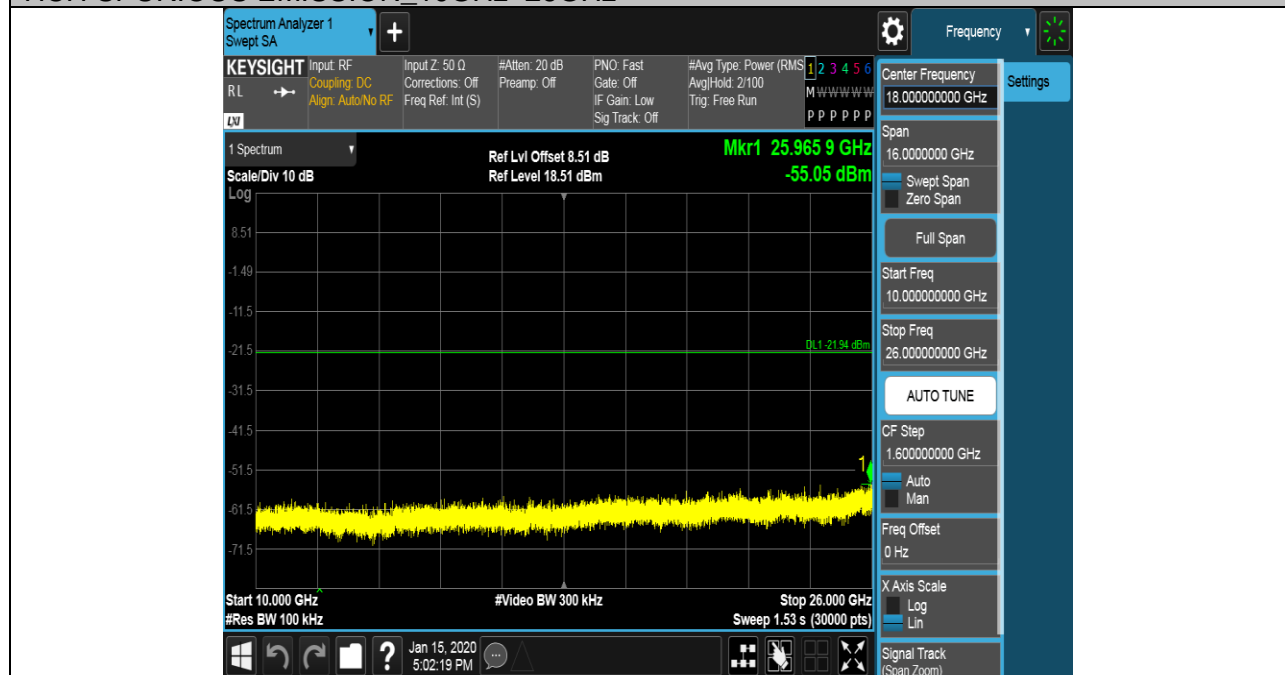 Spectrum Analyzer 1
Swept SA
+
Frequency
KEYSIGHT
RL
LXI
Input: RF
Coupling: DC
Align: Auto/No RF
Input Z: 50 Ω
Corrections: Off
Freq Ref: Int (S)
#Atten: 20 dB
Preamp: Off
PNO: Fast
Gate: Off
IF Gain: Low
Sig Track: Off
#Avg Type: Power (RMS
Avg|Hold: 2/100
Trig: Free Run
1 2 3 4 5 6
M W W W W W
P P P P P P
1 Spectrum
Scale/Div 10 dB
Log
Ref Lvl Offset 8.51 dB
Ref Level 18.51 dBm
Mkr1 25.965 9 GHz
-55.05 dBm
8.51
-1.49
-11.5
-21.5
DL1 -21.94 dBm
-31.5
-41.5
-51.5
1
-61.5
-71.5
Start 10.000 GHz
#Video BW 300 kHz
Stop 26.000 GHz
#Res BW 100 kHz
Sweep 1.53 s (30000 pts)
?
Jan 15, 2020
5:02:19 PM
Center Frequency
18.000000000 GHz
Settings
Span
16.0000000 GHz
Swept Span
Zero Span
Full Span
Start Freq
10.000000000 GHz
Stop Freq
26.000000000 GHz
AUTO TUNE
CF Step
1.600000000 GHz
Auto
Man
Freq Offset
0 Hz
X Axis Scale
Log
Lin
Signal Track
(Span Zoom)